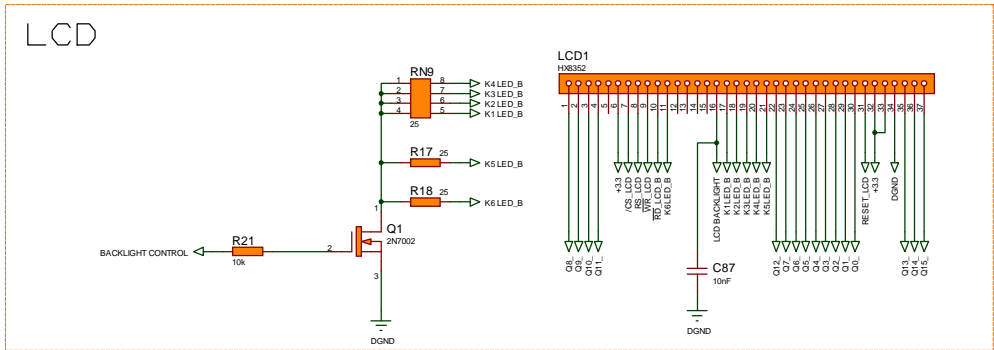 LCD
LCD1
HX8352
RN9
1 8 K4 LED_B
2 7 K3 LED_B
3 6 K2 LED_B
4 5 K1 LED_B
25
R17 25 K5 LED_B
R18 25 K6 LED_B
1
Q1
2N7002
BACKLIGHT CONTROL R21 2
10k
3
DGND
1 2 3 4 5 6 7 8 9 10 11 12 13 14 15 16 17 18 19 20 21 22 23 24 25 26 27 28 29 30 31 32 33 34 35 36 37
+3.3
/CS_LCD
RS_LCD
WR_LCD
RD_LCD_B
K6LED_B
LCD BACKLIGHT
K1LED_B
K2LED_B
K3LED_B
K4LED_B
K5LED_B
RESET_LCD
+3.3
DGND
Q8_
Q9_
Q10_
Q11_
Q12_
Q7_
Q6_
Q5_
Q4_
Q3_
Q2_
Q1_
Q0_
Q13_
Q14_
Q15_
C87
10nF
DGND